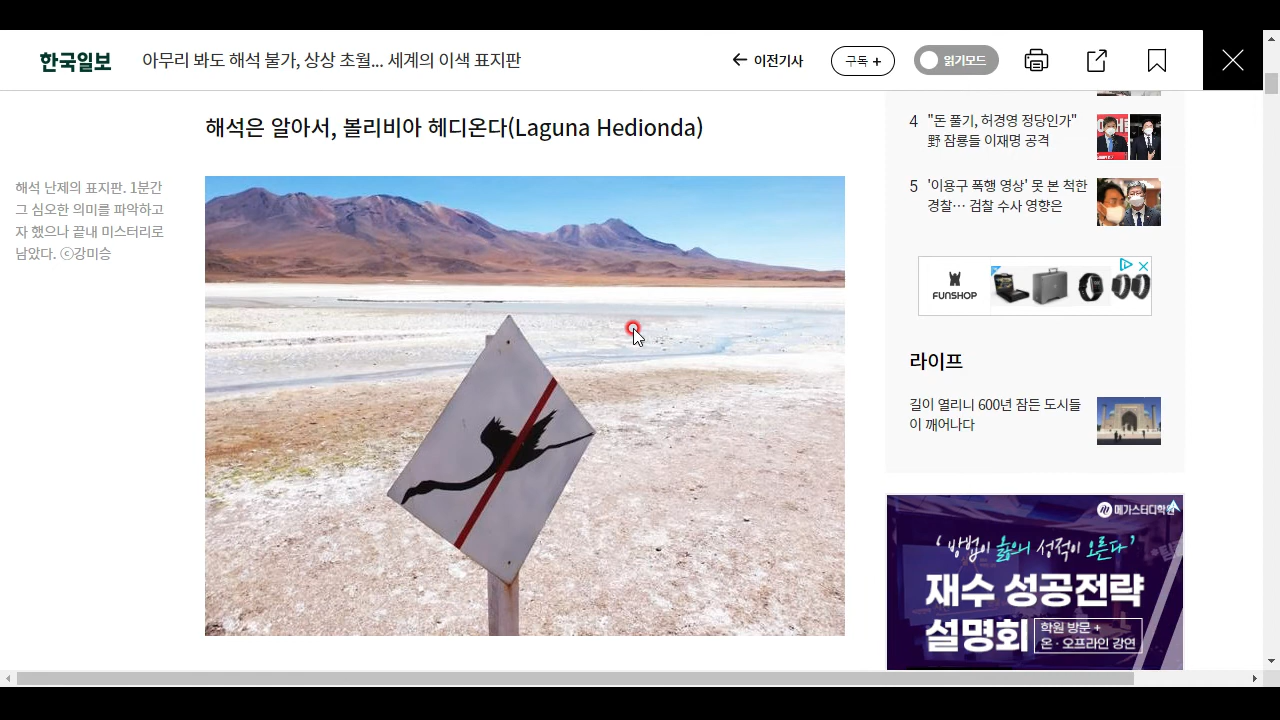 한국일보
아무리 봐도 해석 불가, 상상 초월... 세계의 이색 표지판
이전기사
구독 +
읽기모드
해석은 알아서, 볼리비아 헤디온다(Laguna Hedionda)
해석 난제의 표지판. 1분간
그 심오한 의미를 파악하고
자 했으나 끝내 미스터리로
남았다. ⓒ강미승
4 "돈 풀기, 허경영 정당인가"
野 잠룡들 이재명 공격
5 '이용구 폭행 영상' 못 본 척한
경찰… 검찰 수사 영향은
FUNSHOP
라이프
길이 열리니 600년 잠든 도시들
이 깨어나다
메가스터디학원
'방법이 옳으니 성적이 오른다'
재수 성공전략
설명회
학원 방문 +
온·오프라인 강연